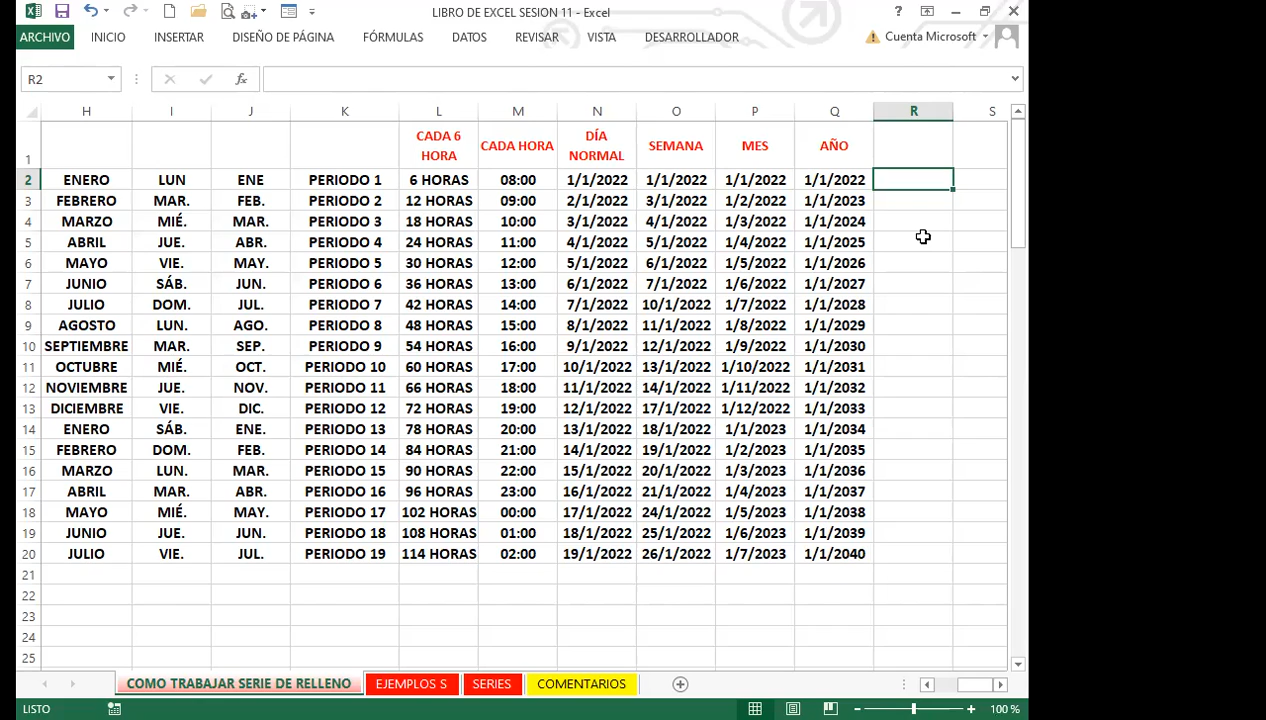 LIBRO DE EXCEL SESION 11 - Excel
?
ARCHIVO INICIO INSERTAR DISEÑO DE PÁGINA FÓRMULAS DATOS REVISAR VISTA DESARROLLADOR Cuenta Microsoft
R2 fx
H I J K L M N O P Q R S
1 CADA 6 HORA CADA HORA DÍA NORMAL SEMANA MES AÑO
2 ENERO LUN ENE PERIODO 1 6 HORAS 08:00 1/1/2022 1/1/2022 1/1/2022 1/1/2022
3 FEBRERO MAR. FEB. PERIODO 2 12 HORAS 09:00 2/1/2022 3/1/2022 1/2/2022 1/1/2023
4 MARZO MIÉ. MAR. PERIODO 3 18 HORAS 10:00 3/1/2022 4/1/2022 1/3/2022 1/1/2024
5 ABRIL JUE. ABR. PERIODO 4 24 HORAS 11:00 4/1/2022 5/1/2022 1/4/2022 1/1/2025
6 MAYO VIE. MAY. PERIODO 5 30 HORAS 12:00 5/1/2022 6/1/2022 1/5/2022 1/1/2026
7 JUNIO SÁB. JUN. PERIODO 6 36 HORAS 13:00 6/1/2022 7/1/2022 1/6/2022 1/1/2027
8 JULIO DOM. JUL. PERIODO 7 42 HORAS 14:00 7/1/2022 10/1/2022 1/7/2022 1/1/2028
9 AGOSTO LUN. AGO. PERIODO 8 48 HORAS 15:00 8/1/2022 11/1/2022 1/8/2022 1/1/2029
10 SEPTIEMBRE MAR. SEP. PERIODO 9 54 HORAS 16:00 9/1/2022 12/1/2022 1/9/2022 1/1/2030
11 OCTUBRE MIÉ. OCT. PERIODO 10 60 HORAS 17:00 10/1/2022 13/1/2022 1/10/2022 1/1/2031
12 NOVIEMBRE JUE. NOV. PERIODO 11 66 HORAS 18:00 11/1/2022 14/1/2022 1/11/2022 1/1/2032
13 DICIEMBRE VIE. DIC. PERIODO 12 72 HORAS 19:00 12/1/2022 17/1/2022 1/12/2022 1/1/2033
14 ENERO SÁB. ENE. PERIODO 13 78 HORAS 20:00 13/1/2022 18/1/2022 1/1/2023 1/1/2034
15 FEBRERO DOM. FEB. PERIODO 14 84 HORAS 21:00 14/1/2022 19/1/2022 1/2/2023 1/1/2035
16 MARZO LUN. MAR. PERIODO 15 90 HORAS 22:00 15/1/2022 20/1/2022 1/3/2023 1/1/2036
17 ABRIL MAR. ABR. PERIODO 16 96 HORAS 23:00 16/1/2022 21/1/2022 1/4/2023 1/1/2037
18 MAYO MIÉ. MAY. PERIODO 17 102 HORAS 00:00 17/1/2022 24/1/2022 1/5/2023 1/1/2038
19 JUNIO JUE. JUN. PERIODO 18 108 HORAS 01:00 18/1/2022 25/1/2022 1/6/2023 1/1/2039
20 JULIO VIE. JUL. PERIODO 19 114 HORAS 02:00 19/1/2022 26/1/2022 1/7/2023 1/1/2040
21
22
23
24
25
COMO TRABAJAR SERIE DE RELLENO EJEMPLOS S SERIES COMENTARIOS
LISTO 100 %